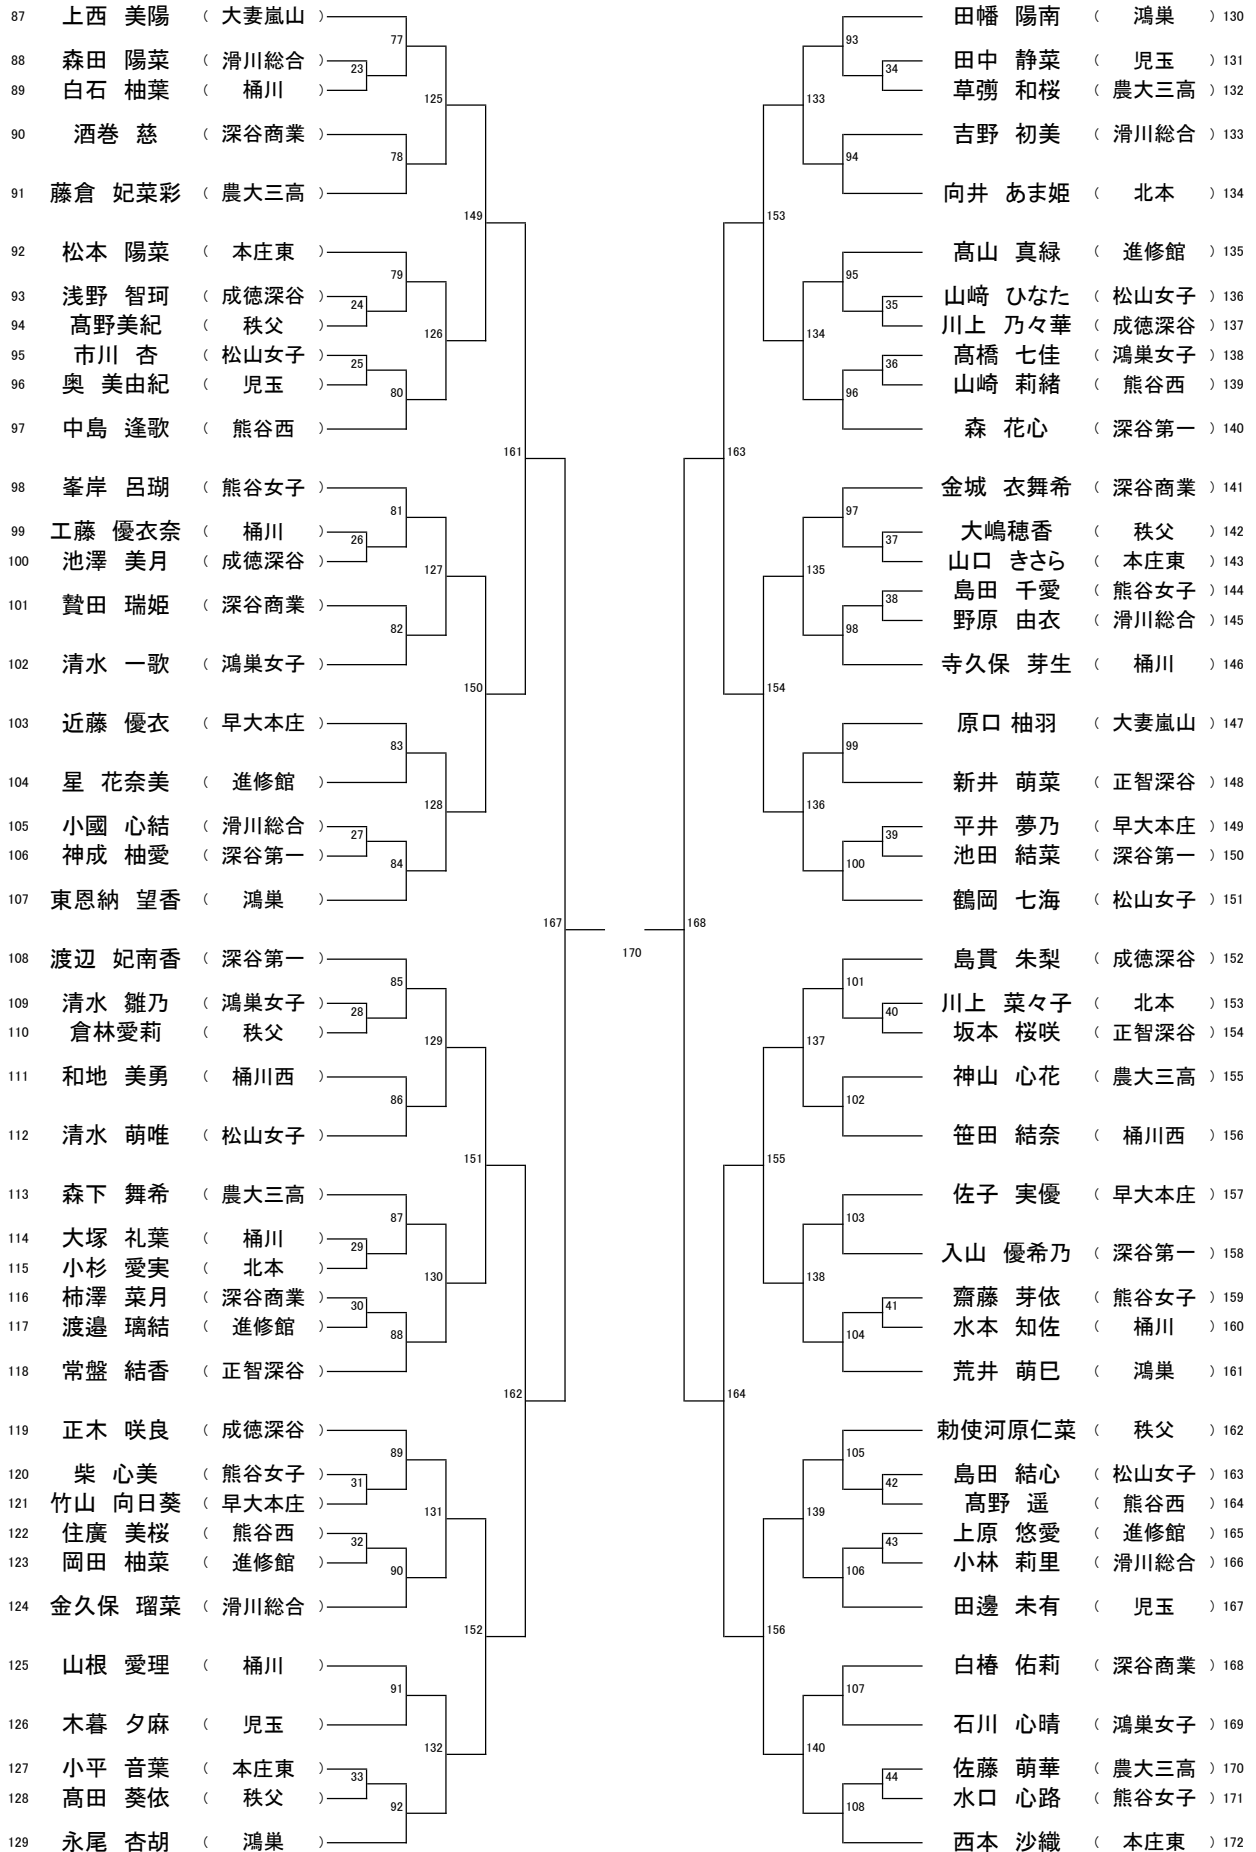 87 上西 美陽 （ 大妻嵐山 ）
88 森田 陽菜 （ 滑川総合 ）
89 白石 柚葉 （ 桶川 ）
90 酒巻 慈 （ 深谷商業 ）
91 藤倉 妃菜彩 （ 農大三高 ）
92 松本 陽菜 （ 本庄東 ）
93 浅野 智珂 （ 成徳深谷 ）
94 髙野美紀 （ 秩父 ）
95 市川 杏 （ 松山女子 ）
96 奥 美由紀 （ 児玉 ）
97 中島 逢歌 （ 熊谷西 ）
98 峯岸 呂瑚 （ 熊谷女子 ）
99 工藤 優衣奈 （ 桶川 ）
100 池澤 美月 （ 成徳深谷 ）
101 贄田 瑞姫 （ 深谷商業 ）
102 清水 一歌 （ 鴻巣女子 ）
103 近藤 優衣 （ 早大本庄 ）
104 星 花奈美 （ 進修館 ）
105 小國 心結 （ 滑川総合 ）
106 神成 柚愛 （ 深谷第一 ）
107 東恩納 望香 （ 鴻巣 ）
108 渡辺 妃南香 （ 深谷第一 ）
109 清水 雛乃 （ 鴻巣女子 ）
110 倉林愛莉 （ 秩父 ）
111 和地 美勇 （ 桶川西 ）
112 清水 萌唯 （ 松山女子 ）
113 森下 舞希 （ 農大三高 ）
114 大塚 礼葉 （ 桶川 ）
115 小杉 愛実 （ 北本 ）
116 柿澤 菜月 （ 深谷商業 ）
117 渡邉 璃結 （ 進修館 ）
118 常盤 結香 （ 正智深谷 ）
119 正木 咲良 （ 成徳深谷 ）
120 柴 心美 （ 熊谷女子 ）
121 竹山 向日葵 （ 早大本庄 ）
122 住廣 美桜 （ 熊谷西 ）
123 岡田 柚菜 （ 進修館 ）
124 金久保 瑠菜 （ 滑川総合 ）
125 山根 愛理 （ 桶川 ）
126 木暮 夕麻 （ 児玉 ）
127 小平 音葉 （ 本庄東 ）
128 髙田 葵依 （ 秩父 ）
129 永尾 杏胡 （ 鴻巣 ）
77
23
125
78
149
79
24
126
25
80
161
81
26
127
82
150
83
128
27
84
167
85
28
129
86
151
87
29
130
30
88
162
89
31
131
32
90
152
91
132
33
92
170
田幡 陽南 （ 鴻巣 ） 130
田中 静菜 （ 児玉 ） 131
草彅 和桜 （ 農大三高 ） 132
吉野 初美 （ 滑川総合 ） 133
向井 あま姫 （ 北本 ） 134
髙山 真緑 （ 進修館 ） 135
山﨑 ひなた （ 松山女子 ） 136
川上 乃々華 （ 成徳深谷 ） 137
髙橋 七佳 （ 鴻巣女子 ） 138
山崎 莉緒 （ 熊谷西 ） 139
森 花心 （ 深谷第一 ） 140
金城 衣舞希 （ 深谷商業 ） 141
大嶋穂香 （ 秩父 ） 142
山口 きさら （ 本庄東 ） 143
島田 千愛 （ 熊谷女子 ） 144
野原 由衣 （ 滑川総合 ） 145
寺久保 芽生 （ 桶川 ） 146
原口 柚羽 （ 大妻嵐山 ） 147
新井 萌菜 （ 正智深谷 ） 148
平井 夢乃 （ 早大本庄 ） 149
池田 結菜 （ 深谷第一 ） 150
鶴岡 七海 （ 松山女子 ） 151
島貫 朱梨 （ 成徳深谷 ） 152
川上 菜々子 （ 北本 ） 153
坂本 桜咲 （ 正智深谷 ） 154
神山 心花 （ 農大三高 ） 155
笹田 結奈 （ 桶川西 ） 156
佐子 実優 （ 早大本庄 ） 157
入山 優希乃 （ 深谷第一 ） 158
齋藤 芽依 （ 熊谷女子 ） 159
水本 知佐 （ 桶川 ） 160
荒井 萌巳 （ 鴻巣 ） 161
勅使河原仁菜 （ 秩父 ） 162
島田 結心 （ 松山女子 ） 163
髙野 遥 （ 熊谷西 ） 164
上原 悠愛 （ 進修館 ） 165
小林 莉里 （ 滑川総合 ） 166
田邊 未有 （ 児玉 ） 167
白椿 佑莉 （ 深谷商業 ） 168
石川 心晴 （ 鴻巣女子 ） 169
佐藤 萌華 （ 農大三高 ） 170
水口 心路 （ 熊谷女子 ） 171
西本 沙織 （ 本庄東 ） 172
93
34
133
94
153
95
35
134
36
96
163
97
37
135
38
98
154
99
136
39
100
168
101
40
137
102
155
103
138
41
104
164
105
42
139
43
106
156
107
140
44
108